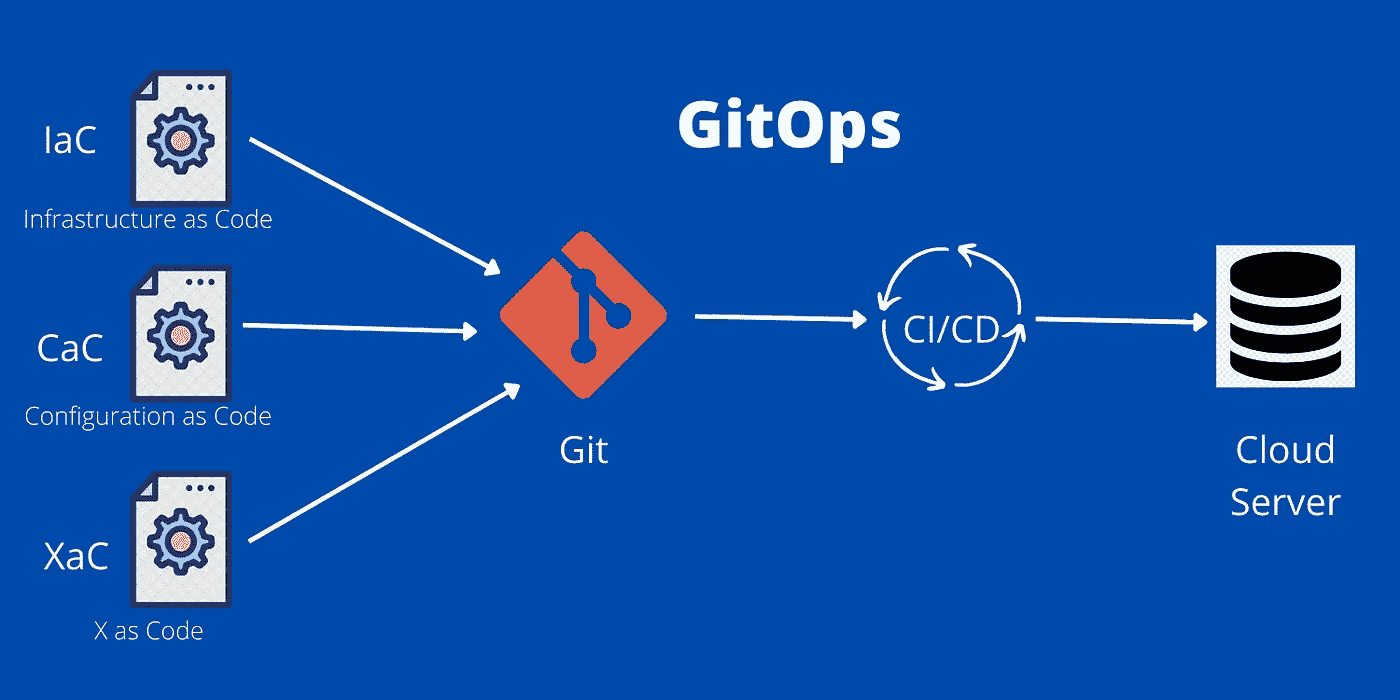 GitOps
IaC
Infrastructure as Code
CaC
Configuration as Code
XaC
X as Code
Git
CI/CD
Cloud
Server